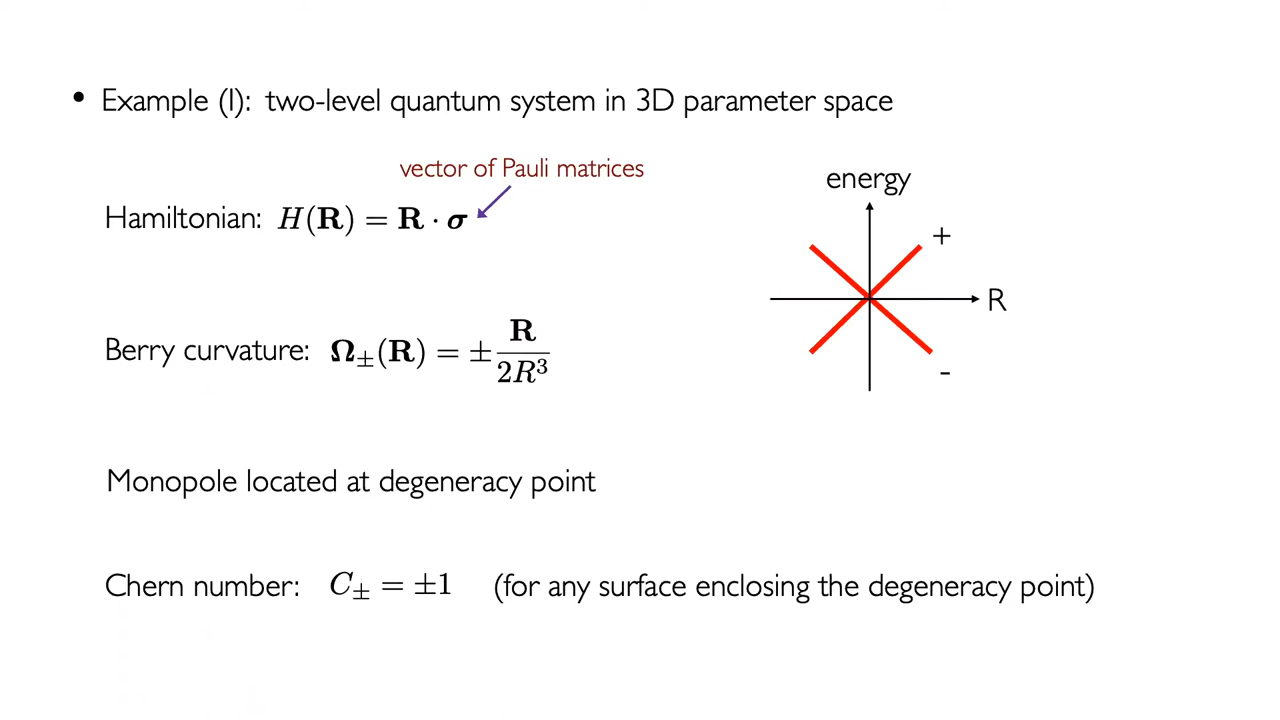 • Example (I): two-level quantum system in 3D parameter space
vector of Pauli matrices
Hamiltonian: H(𝐑) = 𝐑 · 𝝈
energy
+
R
-
Berry curvature: 𝛀±(𝐑) = ± 𝐑 / 2R³
Monopole located at degeneracy point
Chern number: C± = ±1 (for any surface enclosing the degeneracy point)